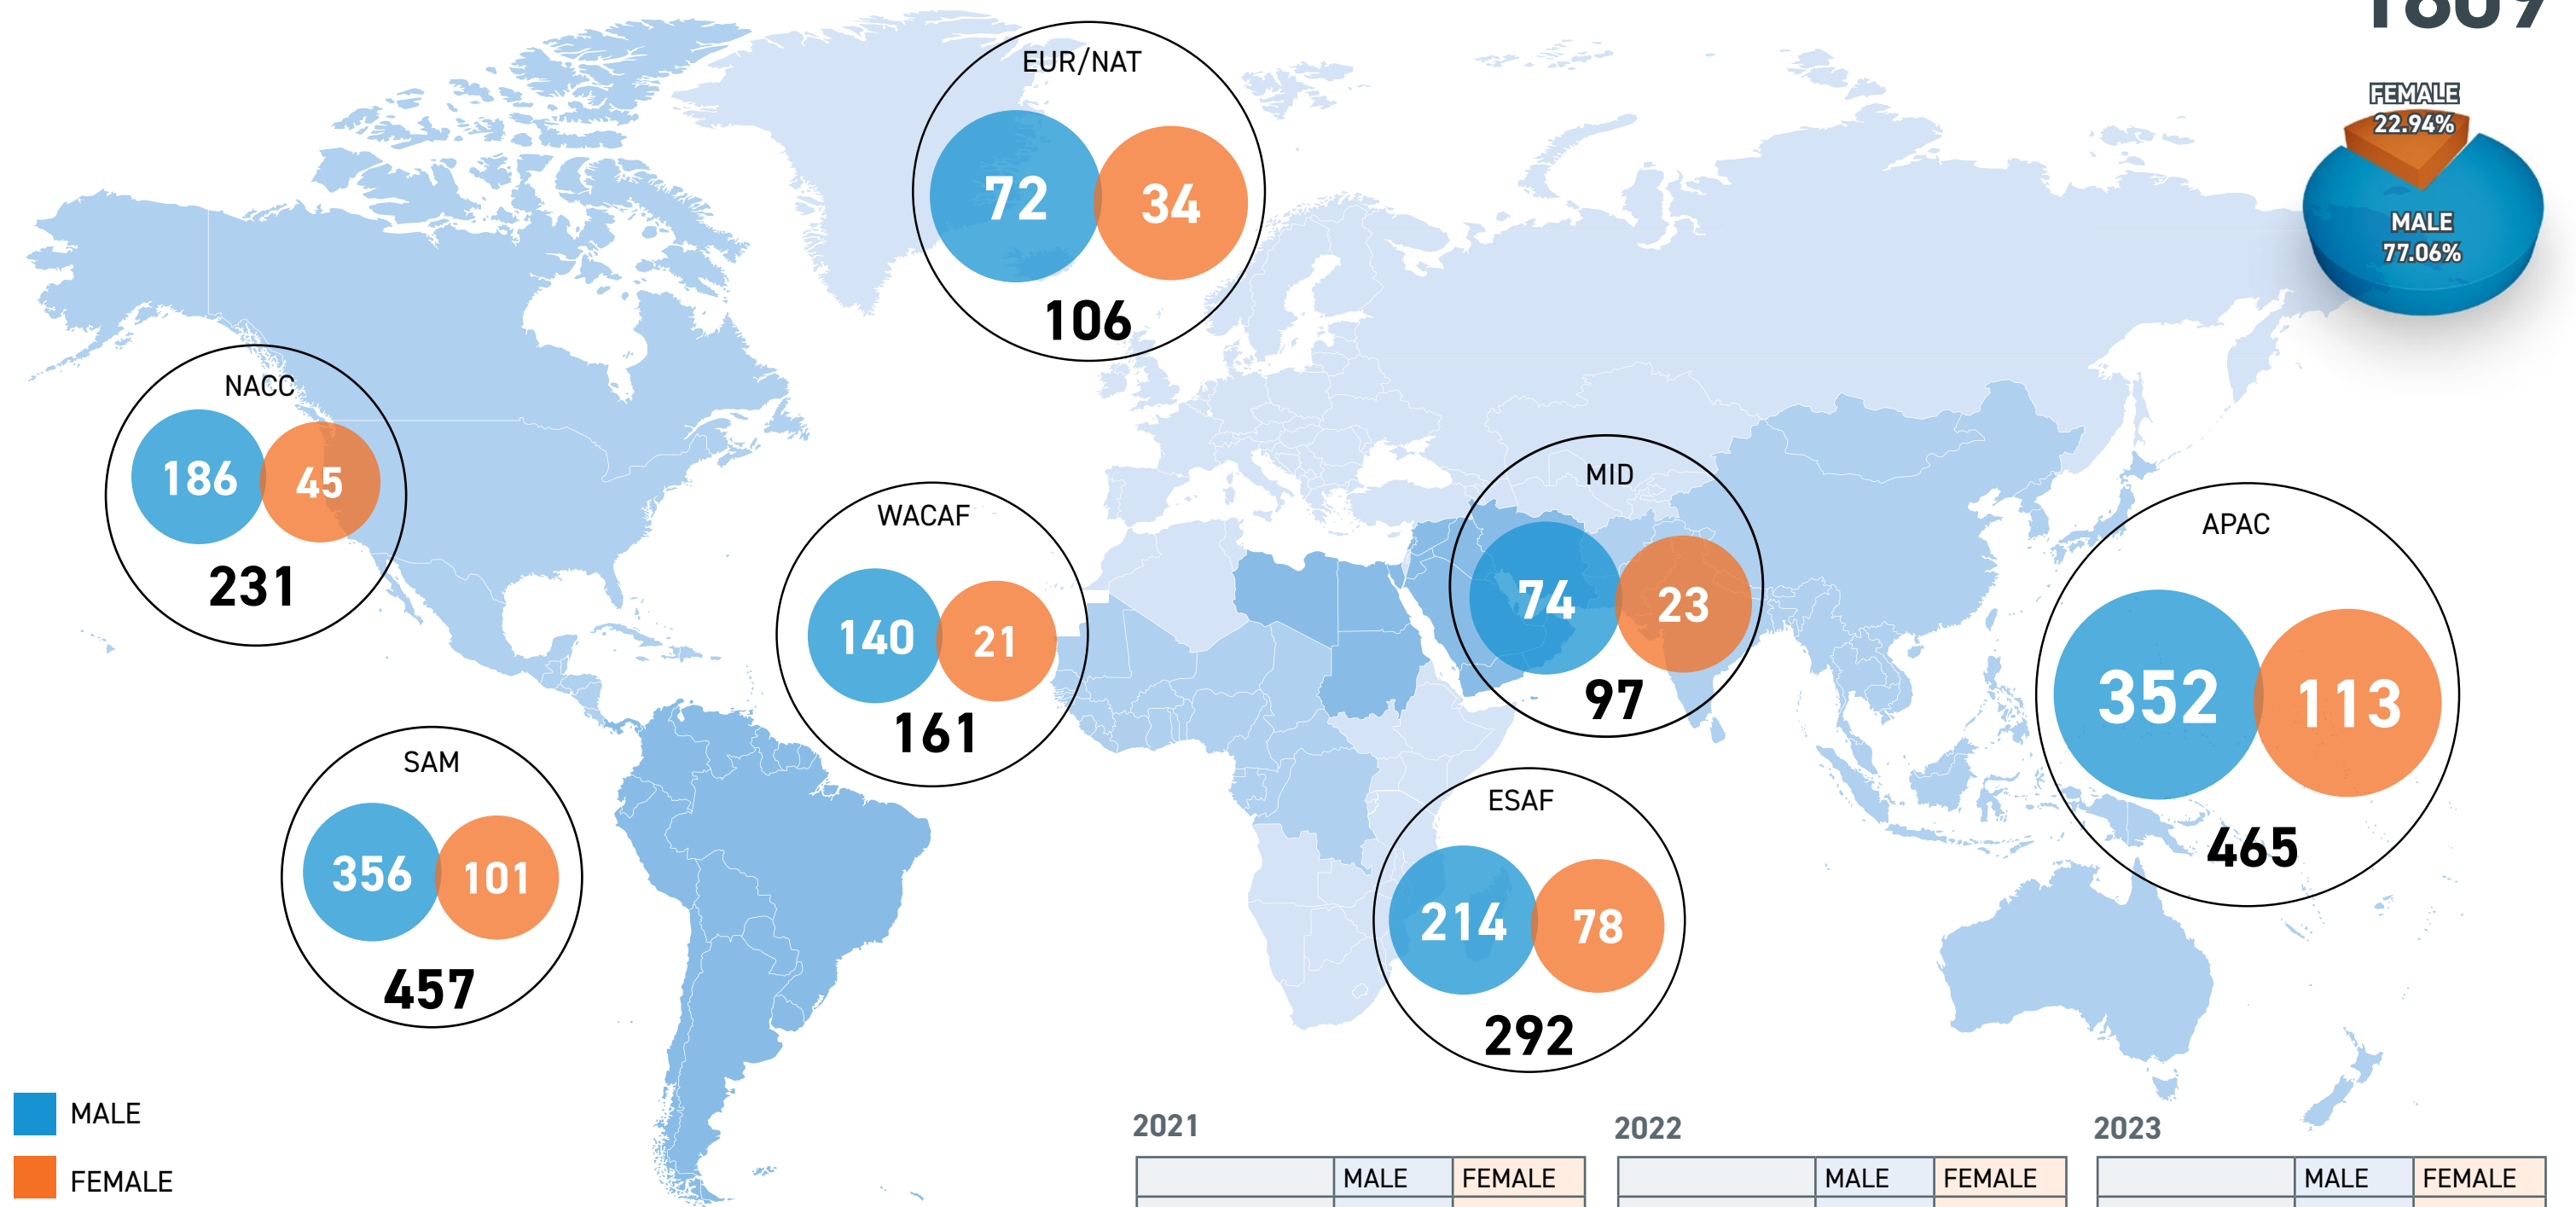 1809
EUR/NAT
72 34
106
FEMALE
22.94%
MALE
77.06%
NACC
186 45
231
WACAF
140 21
161
MID
74 23
97
APAC
352 113
465
SAM
356 101
457
ESAF
214 78
292
MALE
FEMALE
2021 2022 2023
MALE FEMALE MALE FEMALE MALE FEMALE